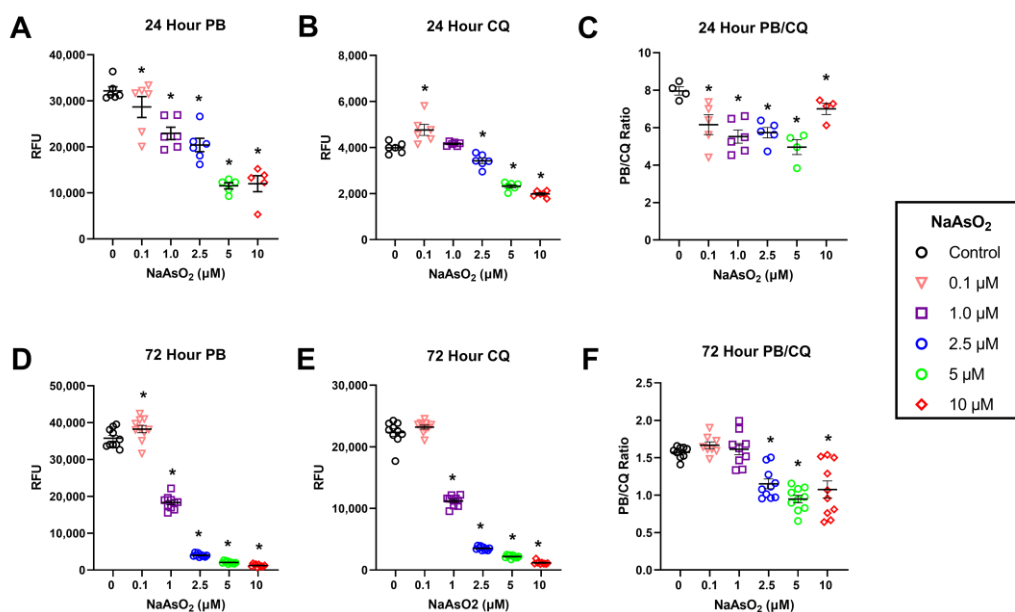 A
24 Hour PB
40,000
30,000
20,000
10,000
0
RFU
* * * * *
0 0.1 1.0 2.5 5 10
NaAsO₂ (μM)
B
24 Hour CQ
8,000
6,000
4,000
2,000
0
RFU
* * * *
0 0.1 1.0 2.5 5 10
NaAsO₂ (μM)
C
24 Hour PB/CQ
10
8
6
4
2
0
PB/CQ Ratio
* * * * *
0 0.1 1.0 2.5 5 10
NaAsO₂ (μM)
D
72 Hour PB
50,000
40,000
30,000
20,000
10,000
0
RFU
* * * * *
0 0.1 1 2.5 5 10
NaAsO₂ (μM)
E
72 Hour CQ
30,000
20,000
10,000
0
RFU
* * * *
0 0.1 1 2.5 5 10
NaAsO2 (μM)
F
72 Hour PB/CQ
2.5
2.0
1.5
1.0
0.5
0.0
PB/CQ Ratio
* * *
0 0.1 1 2.5 5 10
NaAsO₂ (μM)
NaAsO₂
Control
0.1 μM
1.0 μM
2.5 μM
5 μM
10 μM